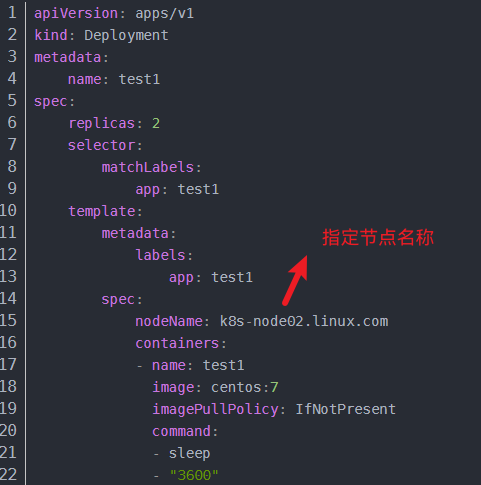 1 apiVersion: apps/v1
2 kind: Deployment
3 metadata:
4     name: test1
5 spec:
6     replicas: 2
7     selector:
8         matchLabels:
9             app: test1
10     template:
11         metadata:
指定节点名称
12             labels:
13                 app: test1
14         spec:
15             nodeName: k8s-node02.linux.com
16             containers:
17             - name: test1
18               image: centos:7
19               imagePullPolicy: IfNotPresent
20               command:
21               - sleep
22               - "3600"